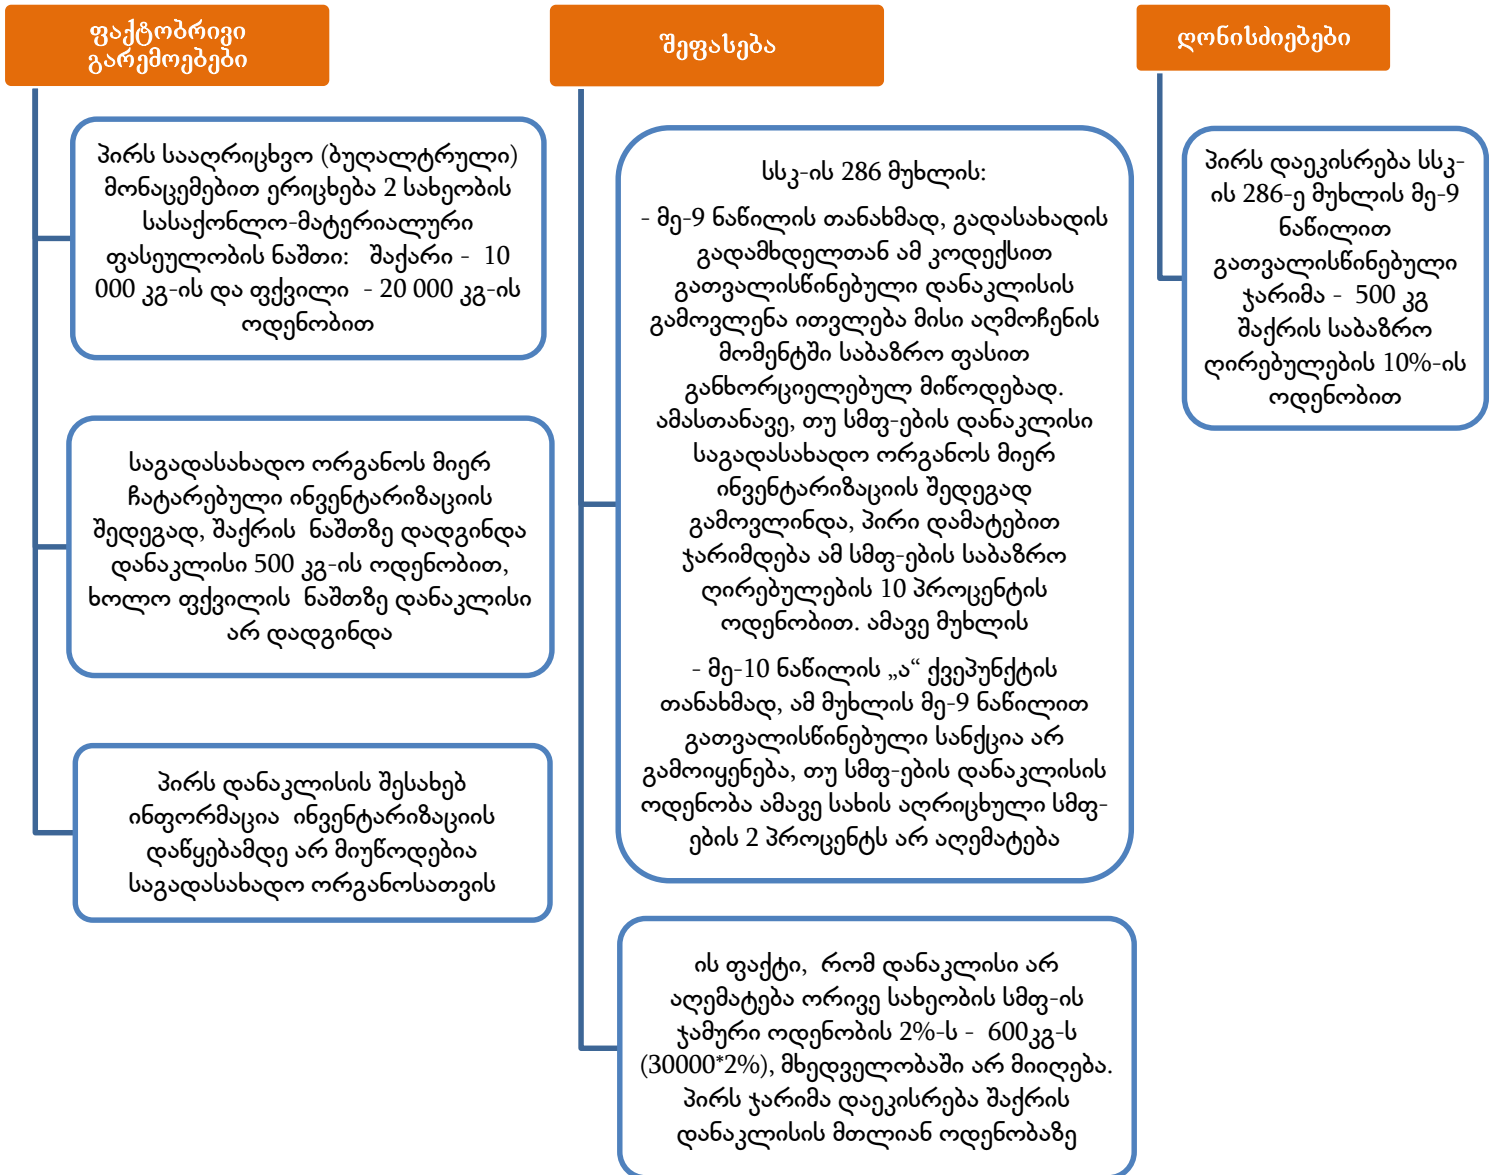 ფაქტობრივი
გარემოებები
პირს სააღრიცხვო (ბუღალტრული)
მონაცემებით ერიცხება 2 სახეობის
სასაქონლო-მატერიალური
ფასეულობის ნაშთი: შაქარი - 10
000 კგ-ის და ფქვილი - 20 000 კგ-ის
ოდენობით
საგადასახადო ორგანოს მიერ
ჩატარებული ინვენტარიზაციის
შედეგად, შაქრის ნაშთზე დადგინდა
დანაკლისი 500 კგ-ის ოდენობით,
ხოლო ფქვილის ნაშთზე დანაკლისი
არ დადგინდა
პირს დანაკლისის შესახებ
ინფორმაცია ინვენტარიზაციის
დაწყებამდე არ მიუწოდებია
საგადასახადო ორგანოსათვის
შეფასება
სსკ-ის 286 მუხლის:
- მე-9 ნაწილის თანახმად, გადასახადის
გადამხდელთან ამ კოდექსით
გათვალისწინებული დანაკლისის
გამოვლენა ითვლება მისი აღმოჩენის
მომენტში საბაზრო ფასით
განხორციელებულ მიწოდებად.
ამასთანავე, თუ სმფ-ების დანაკლისი
საგადასახადო ორგანოს მიერ
ინვენტარიზაციის შედეგად
გამოვლინდა, პირი დამატებით
ჯარიმდება ამ სმფ-ების საბაზრო
ღირებულების 10 პროცენტის
ოდენობით. ამავე მუხლის
- მე-10 ნაწილის „ა“ ქვეპუნქტის
თანახმად, ამ მუხლის მე-9 ნაწილით
გათვალისწინებული სანქცია არ
გამოიყენება, თუ სმფ-ების დანაკლისის
ოდენობა ამავე სახის აღრიცხული სმფ-
ების 2 პროცენტს არ აღემატება
ის ფაქტი, რომ დანაკლისი არ
აღემატება ორივე სახეობის სმფ-ის
ჯამური ოდენობის 2%-ს - 600კგ-ს
(30000*2%), მხედველობაში არ მიიღება.
პირს ჯარიმა დაეკისრება შაქრის
დანაკლისის მთლიან ოდენობაზე
ღონისძიებები
პირს დაეკისრება სსკ-
ის 286-ე მუხლის მე-9
ნაწილით
გათვალისწინებული
ჯარიმა - 500 კგ
შაქრის საბაზრო
ღირებულების 10%-ის
ოდენობით